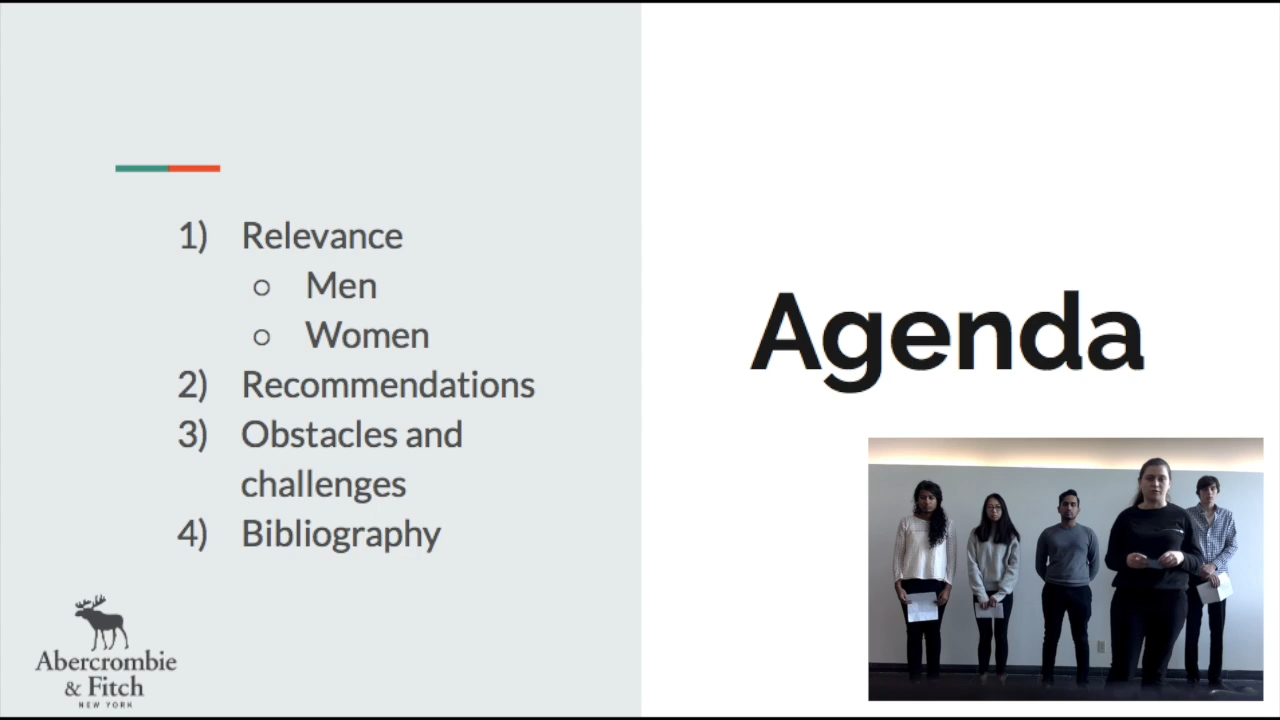 1) Relevance
○ Men
○ Women
2) Recommendations
3) Obstacles and
challenges
4) Bibliography
Agenda
Abercrombie
& Fitch
NEW YORK